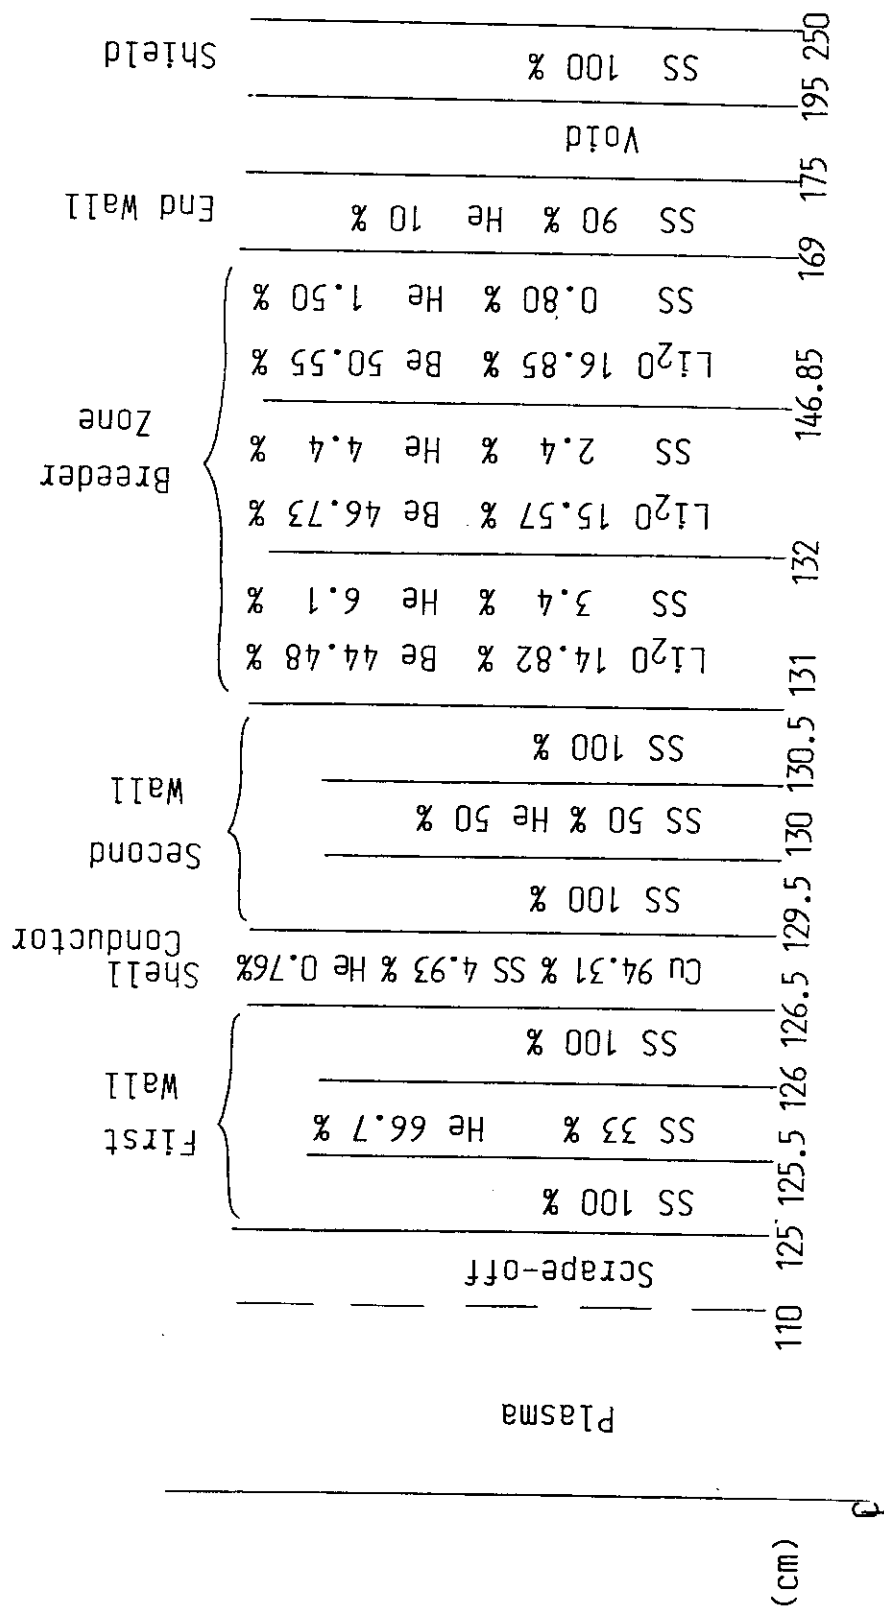 (cm)
Plasma
110
Scrape-off
125
SS 100 %
125.5
First
SS 33 % He 66.7 %
Wall
126
SS 100 %
126.5
Cu 94.31 % SS 4.93 % He 0.76%
Shell
Conductor
129.5
SS 100 %
130
Second
SS 50 % He 50 %
Wall
130.5
SS 100 %
131
Li₂O 14.82 % Be 44.48 %
SS 3.4 % He 6.1 %
132
Li₂O 15.57 % Be 46.73 %
Breeder
SS 2.4 % He 4.4 %
Zone
146.85
Li₂O 16.85 % Be 50.55 %
SS 0.80 % He 1.50 %
169
SS 90 % He 10 %
End Wall
175
Void
195
SS 100 %
Shield
250